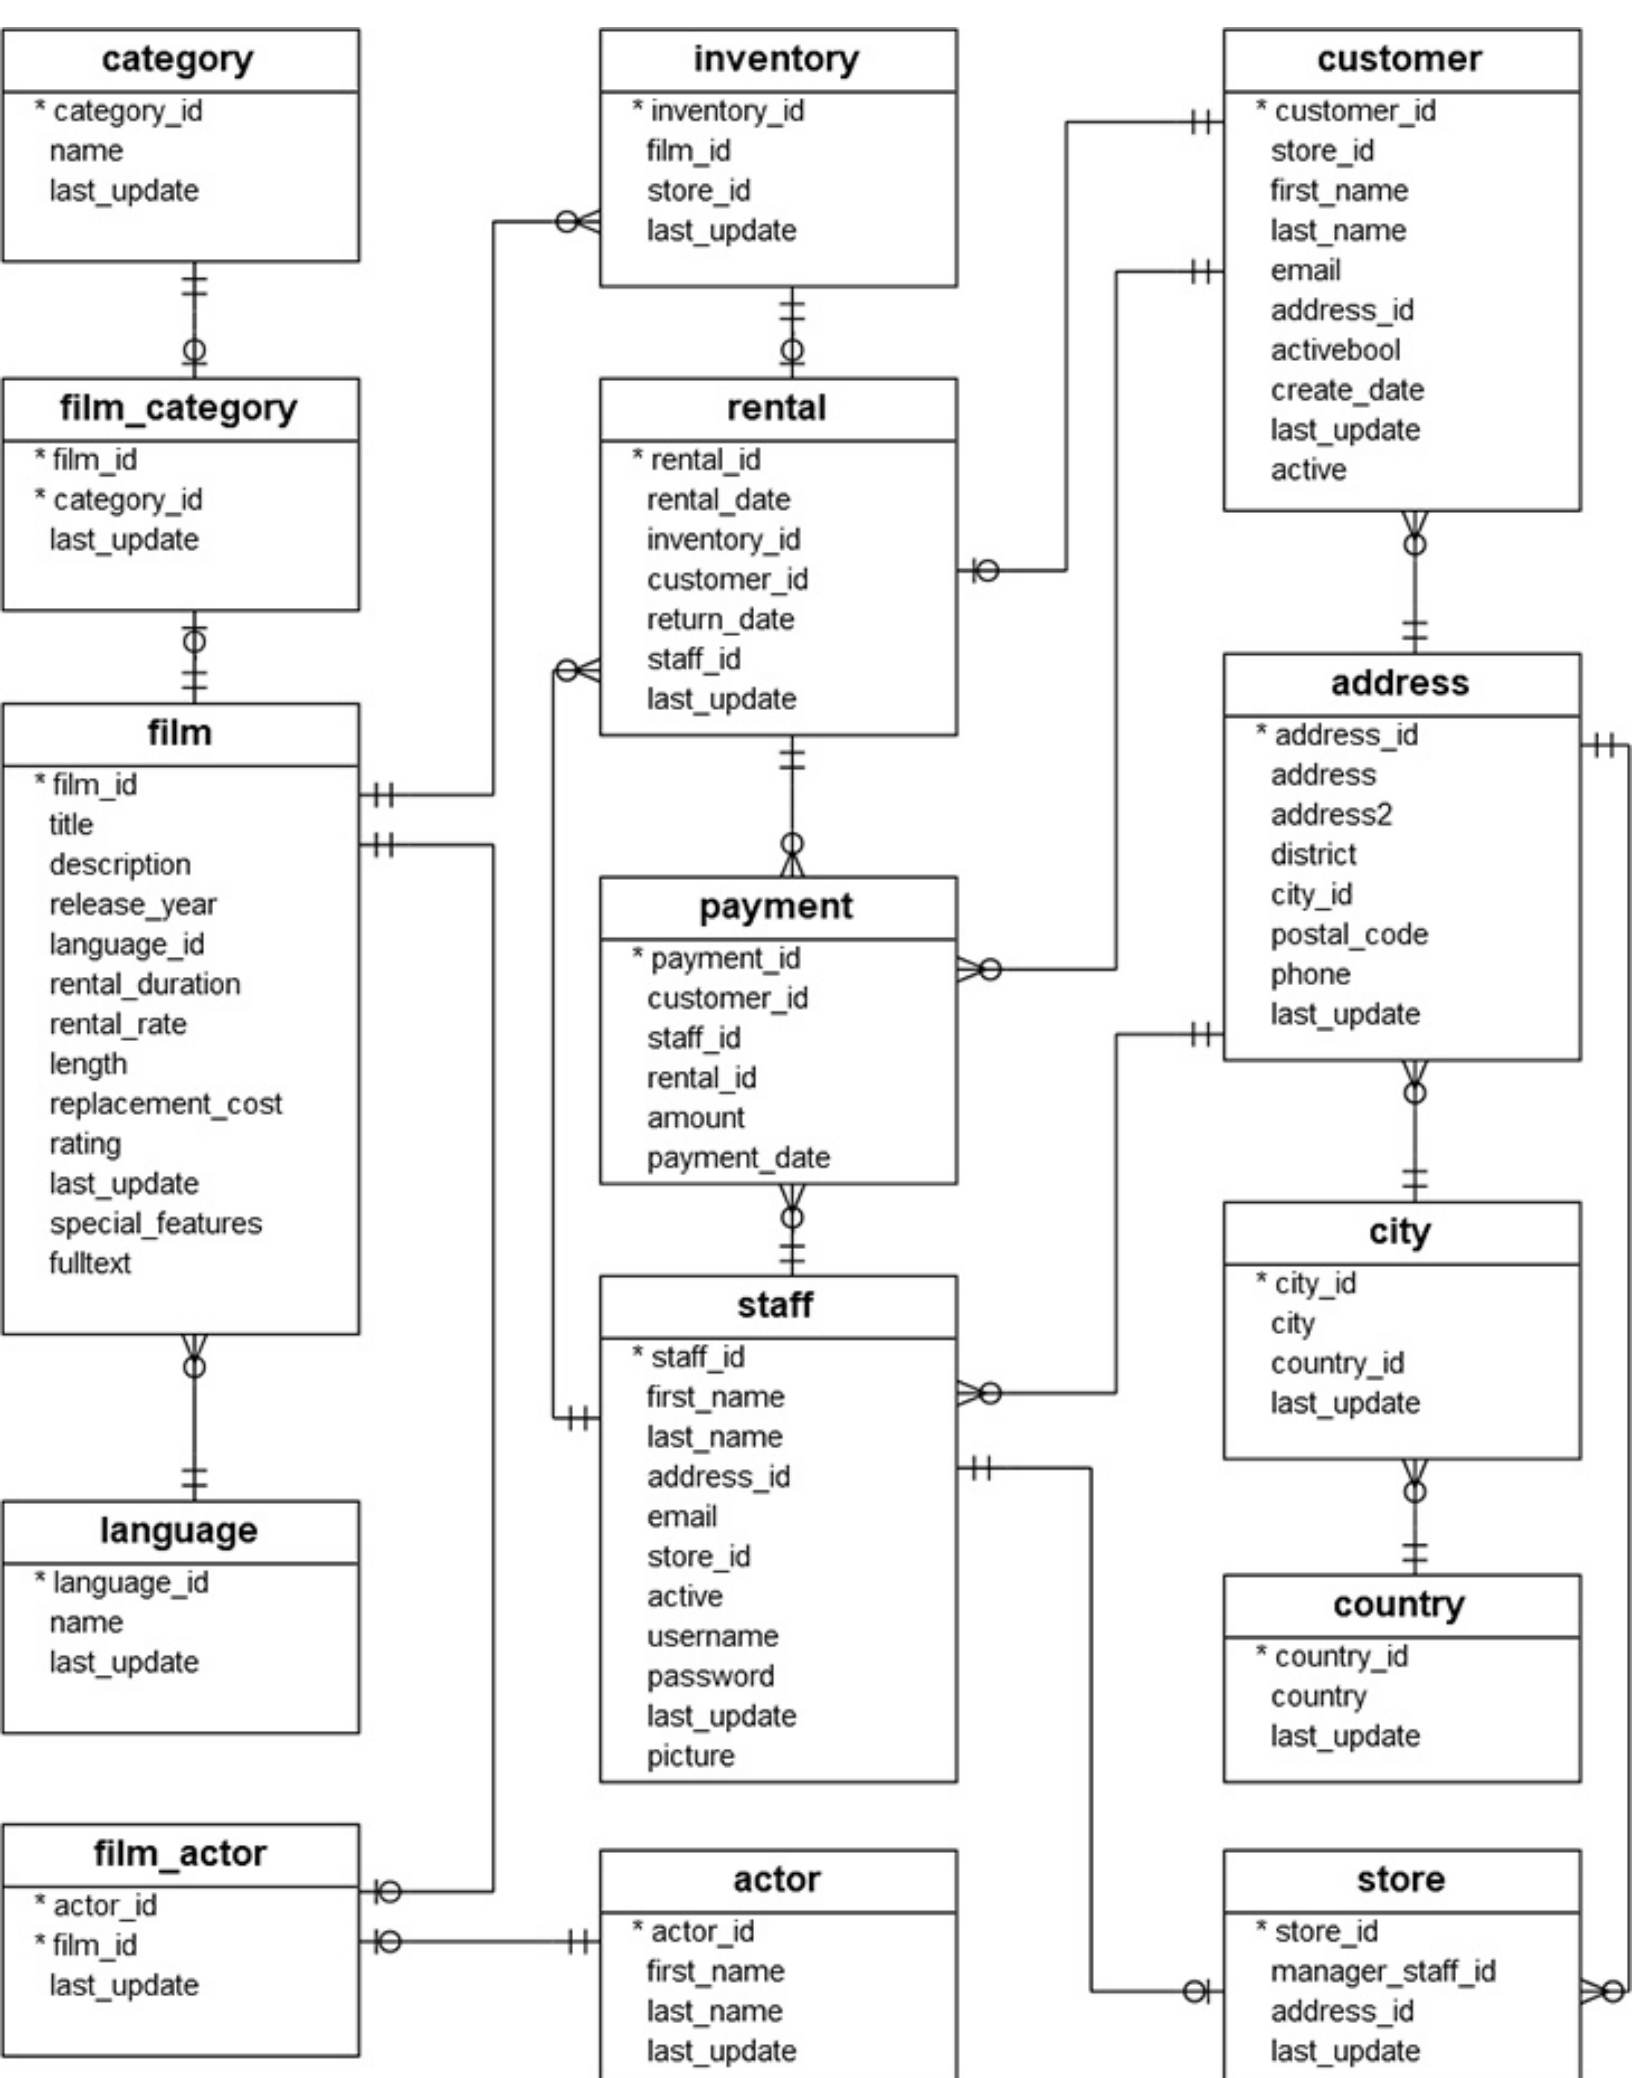 category
* category_id
name
last_update
film_category
* film_id
* category_id
last_update
film
* film_id
title
description
release_year
language_id
rental_duration
rental_rate
length
replacement_cost
rating
last_update
special_features
fulltext
language
* language_id
name
last_update
film_actor
* actor_id
* film_id
last_update
inventory
* inventory_id
film_id
store_id
last_update
rental
* rental_id
rental_date
inventory_id
customer_id
return_date
staff_id
last_update
payment
* payment_id
customer_id
staff_id
rental_id
amount
payment_date
staff
* staff_id
first_name
last_name
address_id
email
store_id
active
username
password
last_update
picture
actor
* actor_id
first_name
last_name
last_update
customer
* customer_id
store_id
first_name
last_name
email
address_id
activebool
create_date
last_update
active
address
* address_id
address
address2
district
city_id
postal_code
phone
last_update
city
* city_id
city
country_id
last_update
country
* country_id
country
last_update
store
* store_id
manager_staff_id
address_id
last_update